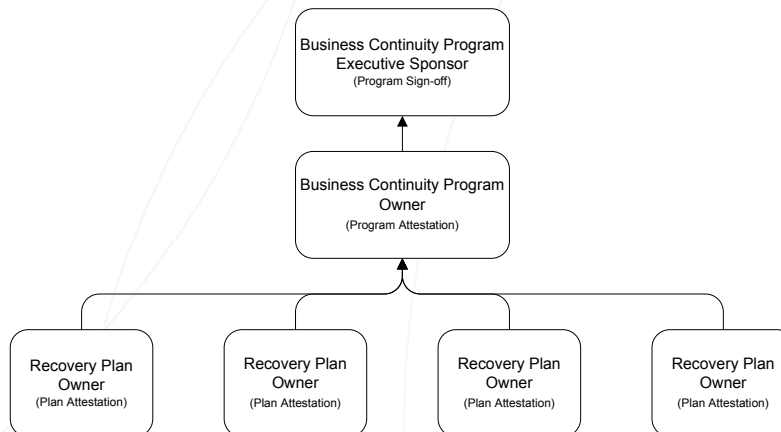 Business Continuity Program
Executive Sponsor
(Program Sign-off)
Business Continuity Program
Owner
(Program Attestation)
Recovery Plan
Owner
(Plan Attestation)
Recovery Plan
Owner
(Plan Attestation)
Recovery Plan
Owner
(Plan Attestation)
Recovery Plan
Owner
(Plan Attestation)